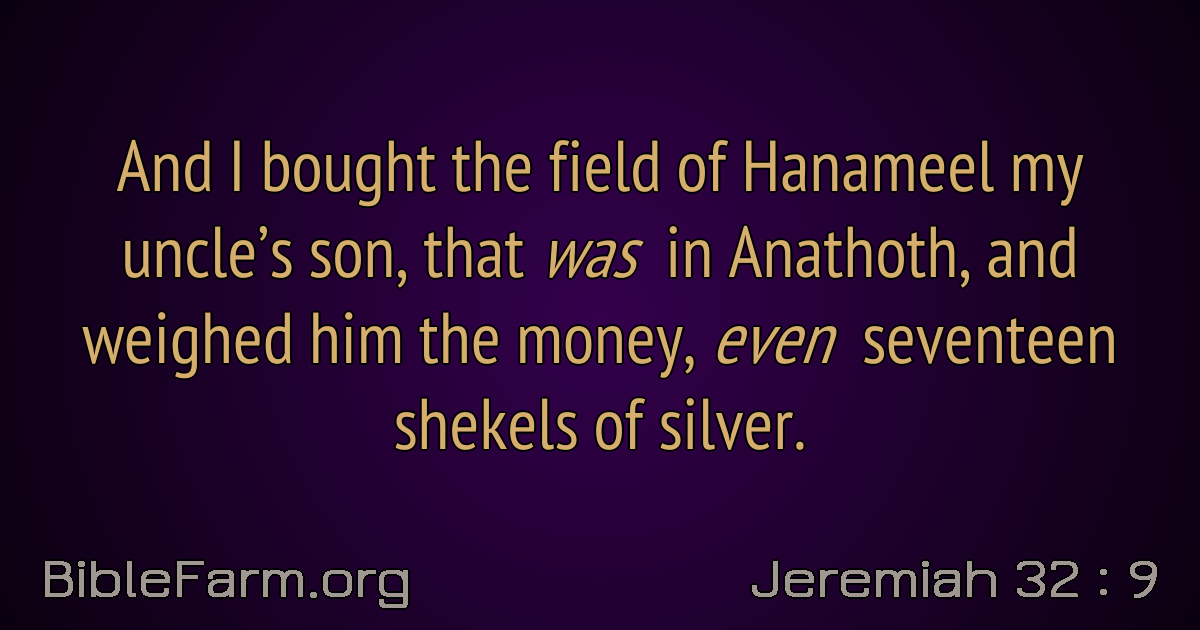 And I bought the field of Hanameel my
uncle’s son, that was in Anathoth, and
weighed him the money, even seventeen
shekels of silver.
BibleFarm.org
Jeremiah 32 : 9